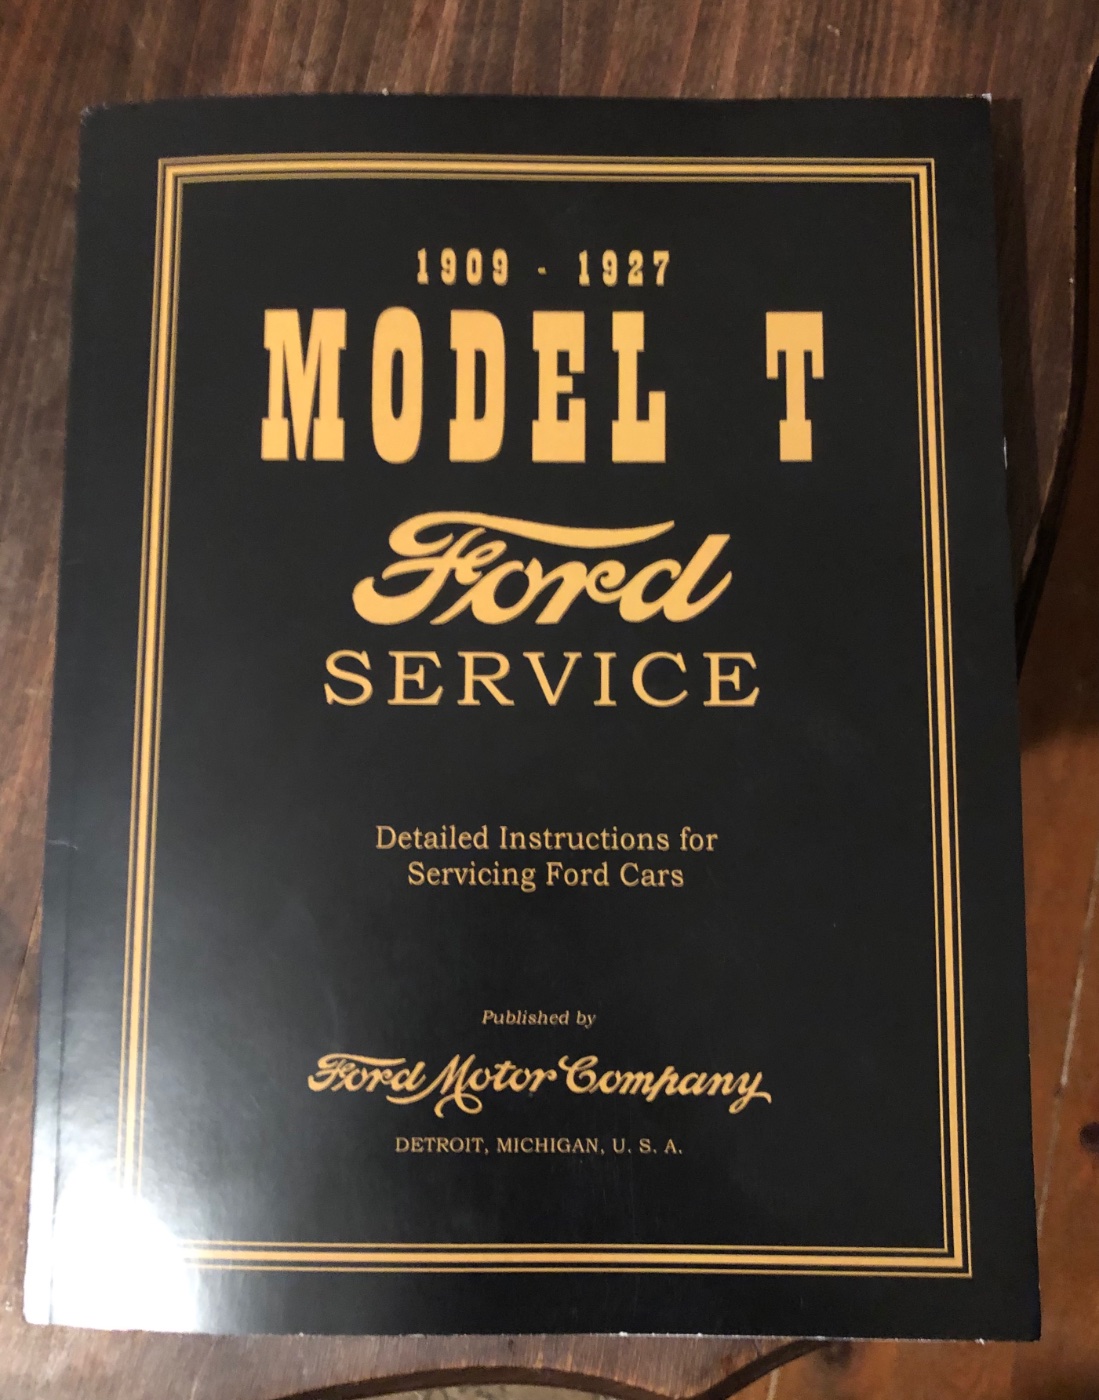 1909 - 1927
MODEL T
Ford
SERVICE
Detailed Instructions for
Servicing Ford Cars
Published by
Ford Motor Company
DETROIT, MICHIGAN, U. S. A.